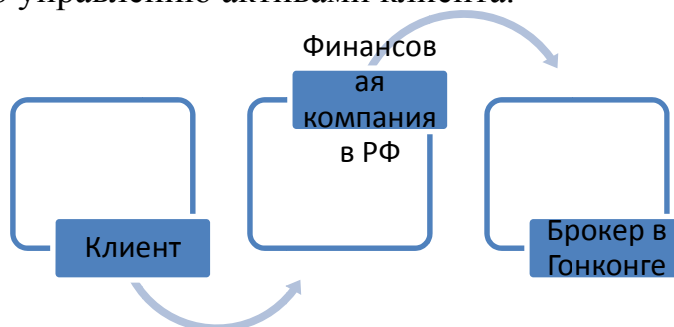 управлению активами клиента.
Финансов
ая
компания
в РФ
Клиент
Брокер в
Гонконге